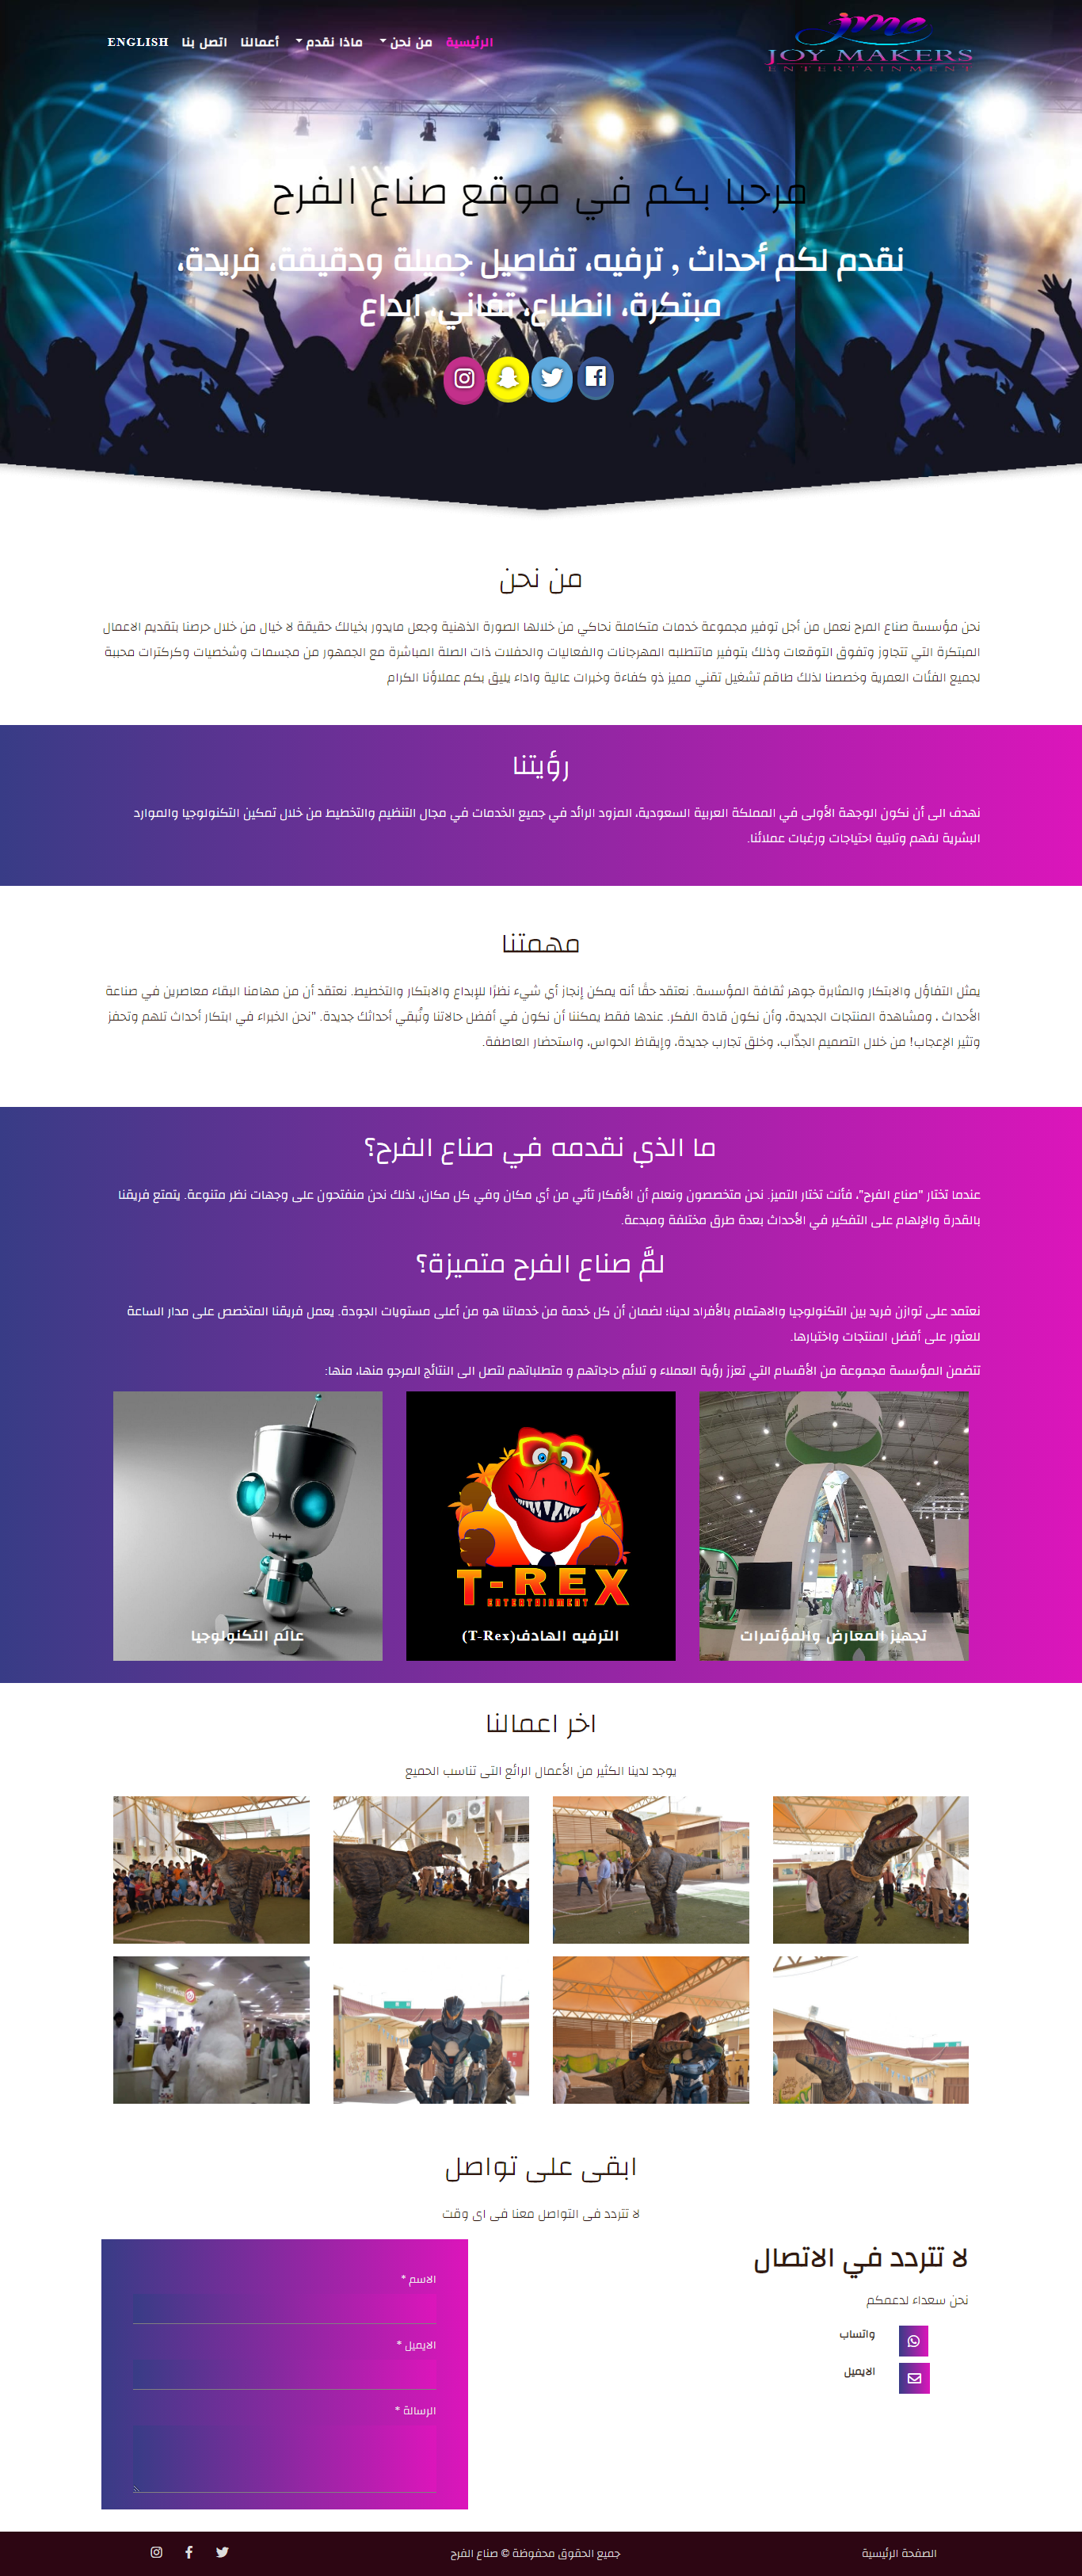 jmc
JOY MAKERS
ENTERTAINMENT
الرئيسية من نحن ماذا نقدم أعمالنا اتصل بنا ENGLISH
مرحبا بكم في موقع صناع الفرح
نقدم لكم أحداث , ترفيه، تفاصيل جميلة ودقيقة، فريدة،
مبتكرة، انطباع، تفاني، ابداع
من نحن
نحن مؤسسة صناع المرح نعمل من أجل توفير مجموعة خدمات متكاملة نحاكي من خلالها الصورة الذهنية وجعل مايدور بخيالك حقيقة لا خيال من خلال حرصنا بتقديم الاعمال
المبتكرة التي تتجاوز وتفوق التوقعات وذلك بتوفير ماتتطلبه المهرجانات والفعاليات والحفلات ذات الصلة المباشرة مع الجمهور من مجسمات وشخصيات وكركترات محببة
لجميع الفئات العمرية وخصصنا لذلك طاقم تشغيل تقني مميز ذو كفاءة وخبرات عالية واداء يليق بكم عملاؤنا الكرام
رؤيتنا
نهدف الى أن نكون الوجهة الأولى في المملكة العربية السعودية، المزود الرائد في جميع الخدمات في مجال التنظيم والتخطيط من خلال تمكين التكنولوجيا والموارد
البشرية لفهم وتلبية احتياجات ورغبات عملائنا.
مهمتنا
يمثل التفاؤل والابتكار والمثابرة جوهر ثقافة المؤسسة. نعتقد حقًا أنه يمكن إنجاز أي شيء نظرًا للإبداع والابتكار والتخطيط. نعتقد أن من مهامنا البقاء معاصرين في صناعة
الأحداث ، ومشاهدة المنتجات الجديدة، وأن نكون قادة الفكر. عندها فقط يمكننا أن نكون في أفضل حالاتنا ونُبقي أحداثك جديدة. "نحن الخبراء في ابتكار أحداث تلهم وتحفز
وتثير الإعجاب! من خلال التصميم الجذّاب، وخلق تجارب جديدة، وإيقاظ الحواس، واستحضار العاطفة.
ما الذي نقدمه في صناع الفرح؟
عندما تختار "صناع الفرح"، فأنت تختار التميز. نحن متخصصون ونعلم أن الأفكار تأتي من أي مكان وفي كل مكان، لذلك نحن منفتحون على وجهات نظر متنوعة. يتمتع فريقنا
بالقدرة والإلهام على التفكير في الأحداث بعدة طرق مختلفة ومبدعة.
لمَّ صناع الفرح متميزة؟
نعتمد على توازن فريد بين التكنولوجيا والاهتمام بالأفراد لدينا؛ لضمان أن كل خدمة من خدماتنا هو من أعلى مستويات الجودة. يعمل فريقنا المتخصص على مدار الساعة
للعثور على أفضل المنتجات واختبارها.
تتضمن المؤسسة مجموعة من الأقسام التي تعزز رؤية العملاء و تلائم حاجاتهم و متطلباتهم لتصل الى النتائج المرجو منها، منها:
T-REX
ENTERTAINMENT
تجهيز المعارض والمؤتمرات
الترفيه الهادف(T-Rex)
عالم التكنولوجيا
اخر اعمالنا
يوجد لدينا الكثير من الأعمال الرائع التى تناسب الجميع
ابقى على تواصل
لا تتردد فى التواصل معنا فى اى وقت
لا تتردد في الاتصال
نحن سعداء لدعمكم
واتساب
الايميل
الاسم *
الايميل *
الرسالة *
الصفحة الرئيسية
جميع الحقوق محفوظة © صناع الفرح